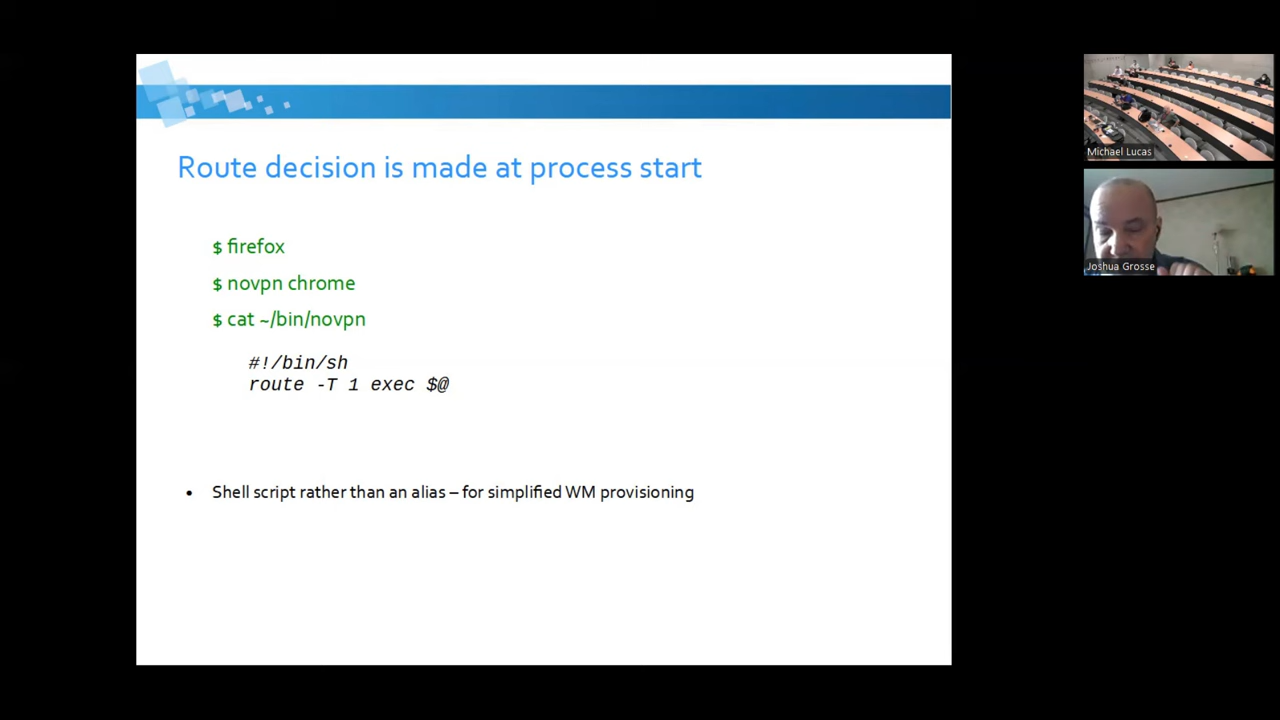 Route decision is made at process start
$ firefox
$ novpn chrome
$ cat ~/bin/novpn
#!/bin/sh
route -T 1 exec $@
• Shell script rather than an alias – for simplified WM provisioning
Michael Lucas
Joshua Grosse